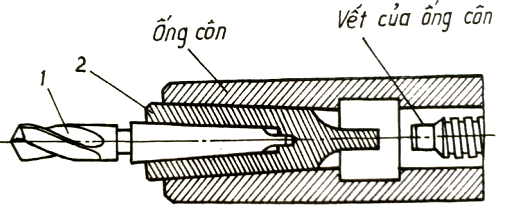 Ống côn
Vết của ống côn
1
2